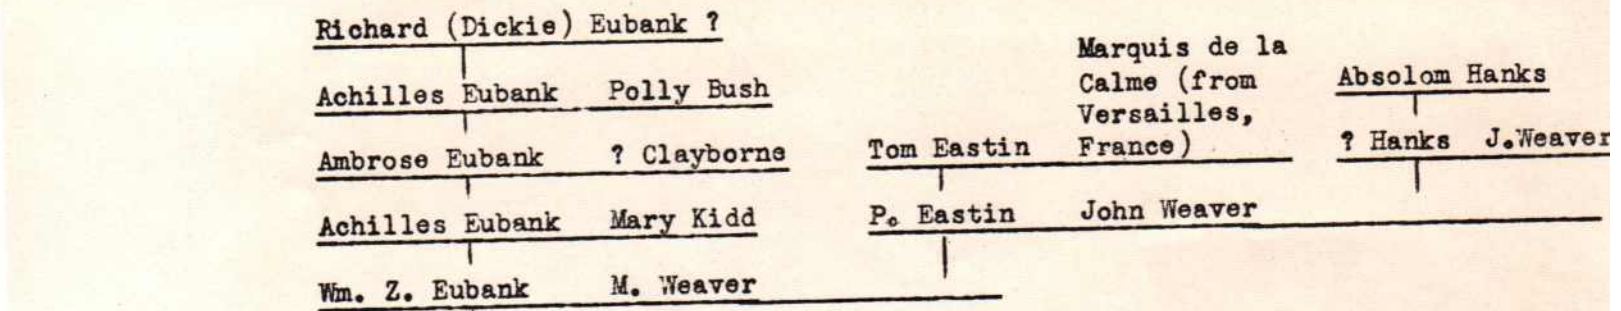 Richard (Dickie) Eubank ?
Achilles Eubank Polly Bush
Ambrose Eubank ? Clayborne
Achilles Eubank Mary Kidd
Wm. Z. Eubank M. Weaver
Tom Eastin
Marquis de la
Calme (from
Versailles,
France)
P. Eastin John Weaver
Absolom Hanks
? Hanks J. Weaver